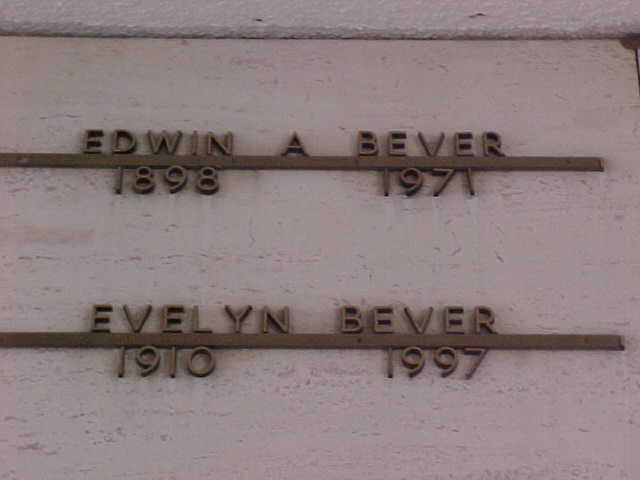 EDWIN A BEVER
1898 1971
EVELYN BEVER
1910 1997